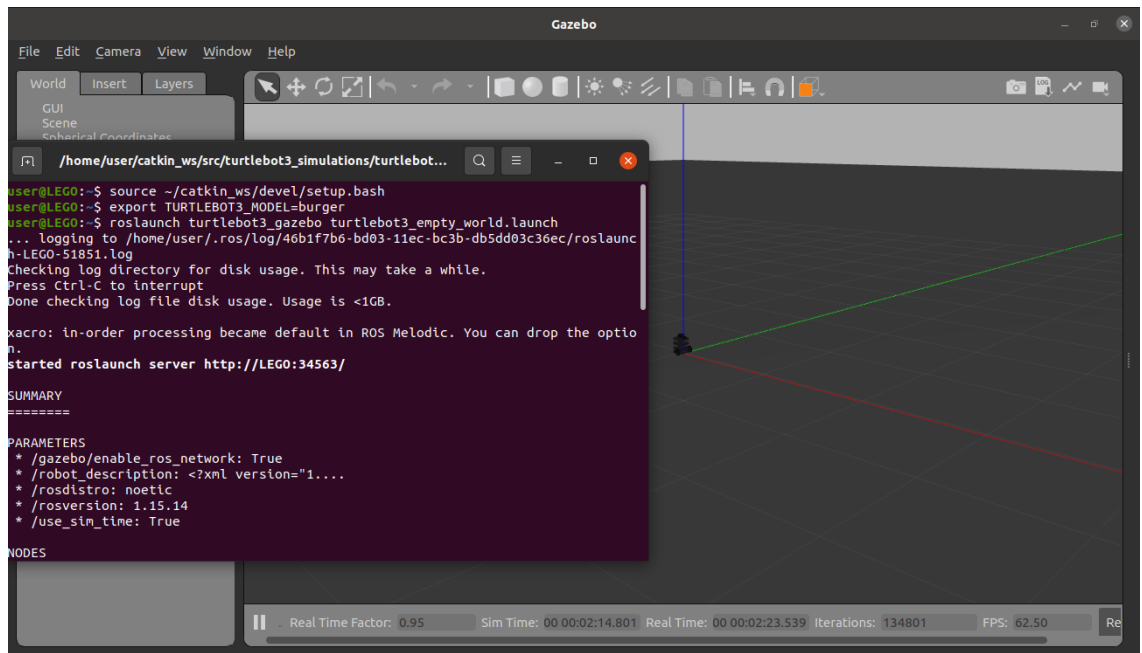 Gazebo
File Edit Camera View Window Help
World Insert Layers
GUI
Scene
Spherical Coordinates
/home/user/catkin_ws/src/turtlebot3_simulations/turtlebot...
user@LEGO:~$ source ~/catkin_ws/devel/setup.bash
user@LEGO:~$ export TURTLEBOT3_MODEL=burger
user@LEGO:~$ roslaunch turtlebot3_gazebo turtlebot3_empty_world.launch
... logging to /home/user/.ros/log/46b1f7b6-bd03-11ec-bc3b-db5dd03c36ec/roslaunc
h-LEGO-51851.log
Checking log directory for disk usage. This may take a while.
Press Ctrl-C to interrupt
Done checking log file disk usage. Usage is <1GB.
xacro: in-order processing became default in ROS Melodic. You can drop the optio
n.
started roslaunch server http://LEGO:34563/
SUMMARY
========
PARAMETERS
* /gazebo/enable_ros_network: True
* /robot_description: <?xml version="1....
* /rosdistro: noetic
* /rosversion: 1.15.14
* /use_sim_time: True
NODES
LOG
Real Time Factor: 0.95 Sim Time: 00 00:02:14.801 Real Time: 00 00:02:23.539 Iterations: 134801 FPS: 62.50 Re